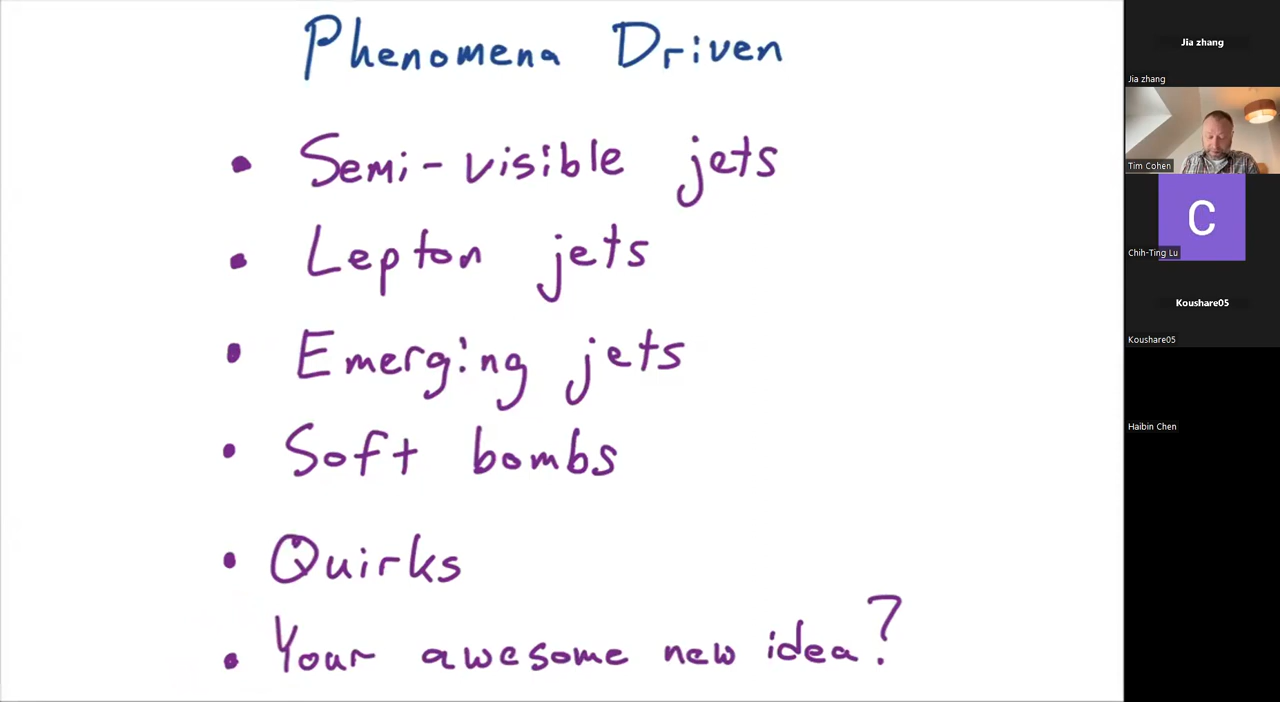 Phenomena Driven
• Semi-visible jets
• Lepton jets
• Emerging jets
• Soft bombs
• Quirks
• Your awesome new idea?
Jia zhang
Jia zhang
Tim Cohen
C
Chih-Ting Lu
Koushare05
Koushare05
Haibin Chen